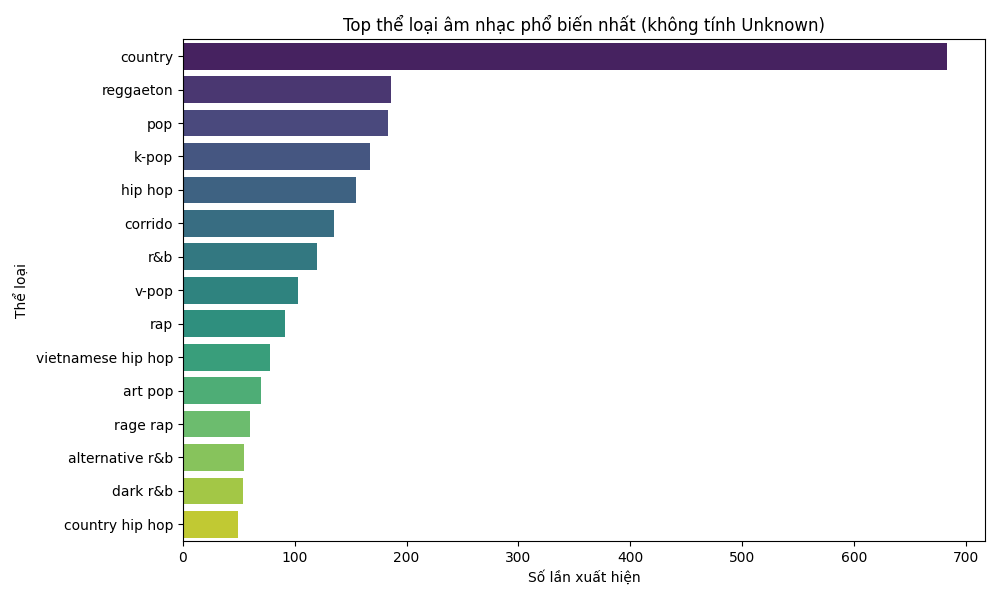 Top thể loại âm nhạc phổ biến nhất (không tính Unknown)
Thể loại
country
reggaeton
pop
k-pop
hip hop
corrido
r&b
v-pop
rap
vietnamese hip hop
art pop
rage rap
alternative r&b
dark r&b
country hip hop
0 100 200 300 400 500 600 700
Số lần xuất hiện